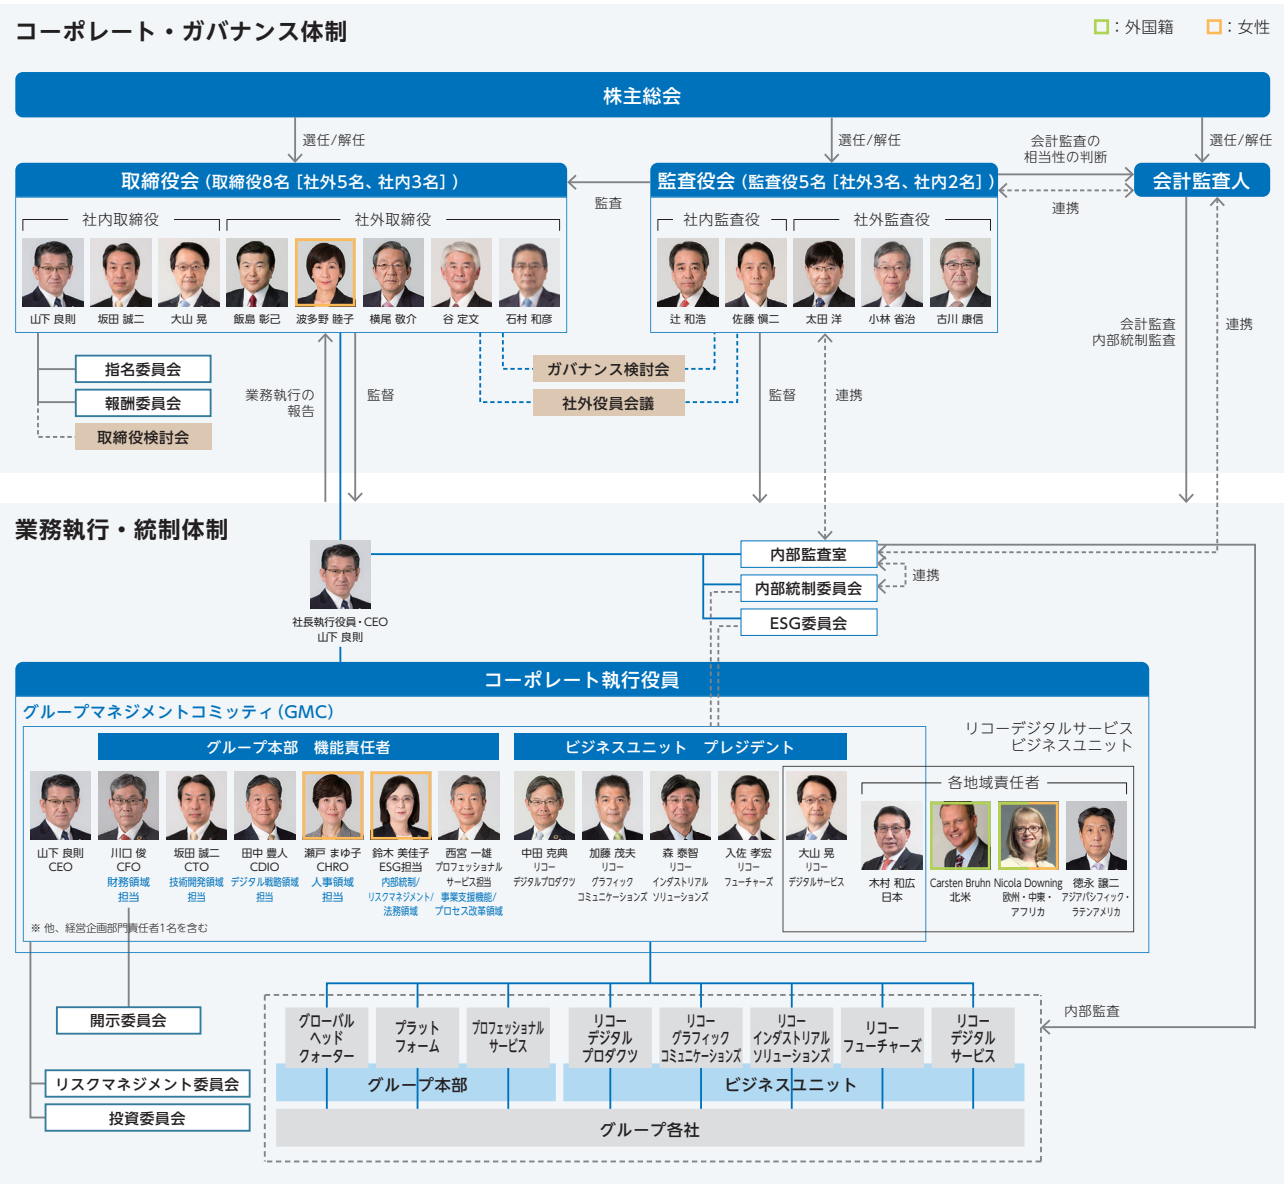 コーポレート・ガバナンス体制
：外国籍
：女性
株主総会
選任/解任
選任/解任
会計監査の
相当性の判断
選任/解任
取締役会（取締役8名［社外5名、社内3名］）
監査
監査役会（監査役5名［社外3名、社内2名］）
連携
会計監査人
社内取締役
社外取締役
社内監査役
社外監査役
山下 良則
坂田 誠二
大山 晃
飯島 彰己
波多野 睦子
横尾 敬介
谷 定文
石村 和彦
辻 和浩
佐藤 愼二
太田 洋
小林 省治
古川 康信
会計監査
内部統制監査
連携
指名委員会
報酬委員会
取締役検討会
業務執行の
報告
監督
ガバナンス検討会
社外役員会議
監督
連携
業務執行・統制体制
社長執行役員・CEO
山下 良則
内部監査室
内部統制委員会
ESG委員会
連携
コーポレート執行役員
グループマネジメントコミッティ（GMC）
リコーデジタルサービス
ビジネスユニット
グループ本部　機能責任者
ビジネスユニット　プレジデント
各地域責任者
山下 良則
CEO
川口 俊
CFO
財務領域
担当
坂田 誠二
CTO
技術開発領域
担当
田中 豊人
CDIO
デジタル戦略領域
担当
瀬戸 まゆ子
CHRO
人事領域
担当
鈴木 美佳子
ESG担当
内部統制/
リスクマネジメント/
法務領域
西宮 一雄
プロフェッショナル
サービス担当
事業支援機能/
プロセス改革領域
中田 克典
リコー
デジタルプロダクツ
加藤 茂夫
リコー
グラフィック
コミュニケーションズ
森 泰智
リコー
インダストリアル
ソリューションズ
入佐 孝宏
リコー
フューチャーズ
大山 晃
リコー
デジタルサービス
木村 和広
日本
Carsten Bruhn
北米
Nicola Downing
欧州・中東・
アフリカ
徳永 譲二
アジアパシフィック・
ラテンアメリカ
※ 他、経営企画部門責任者1名を含む
開示委員会
リスクマネジメント委員会
投資委員会
内部監査
グローバル
ヘッド
クォーター
プラット
フォーム
プロフェッショナル
サービス
リコー
デジタル
プロダクツ
リコー
グラフィック
コミュニケーションズ
リコー
インダストリアル
ソリューションズ
リコー
フューチャーズ
リコー
デジタル
サービス
グループ本部
ビジネスユニット
グループ各社